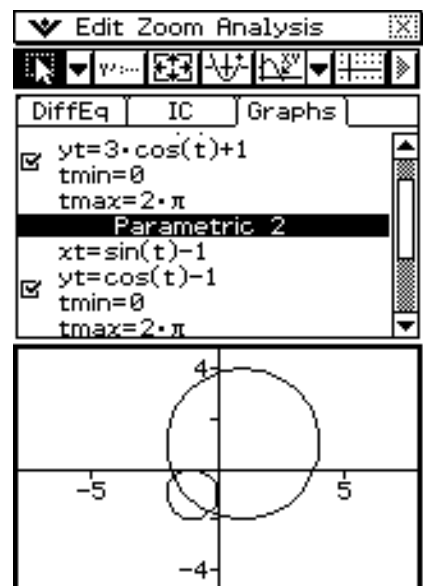 Edit Zoom Analysis
DiffEq IC Graphs
yt=3·cos(t)+1
tmin=0
tmax=2·π
Parametric 2
xt=sin(t)-1
yt=cos(t)-1
tmin=0
tmax=2·π
4
-5 5
-4